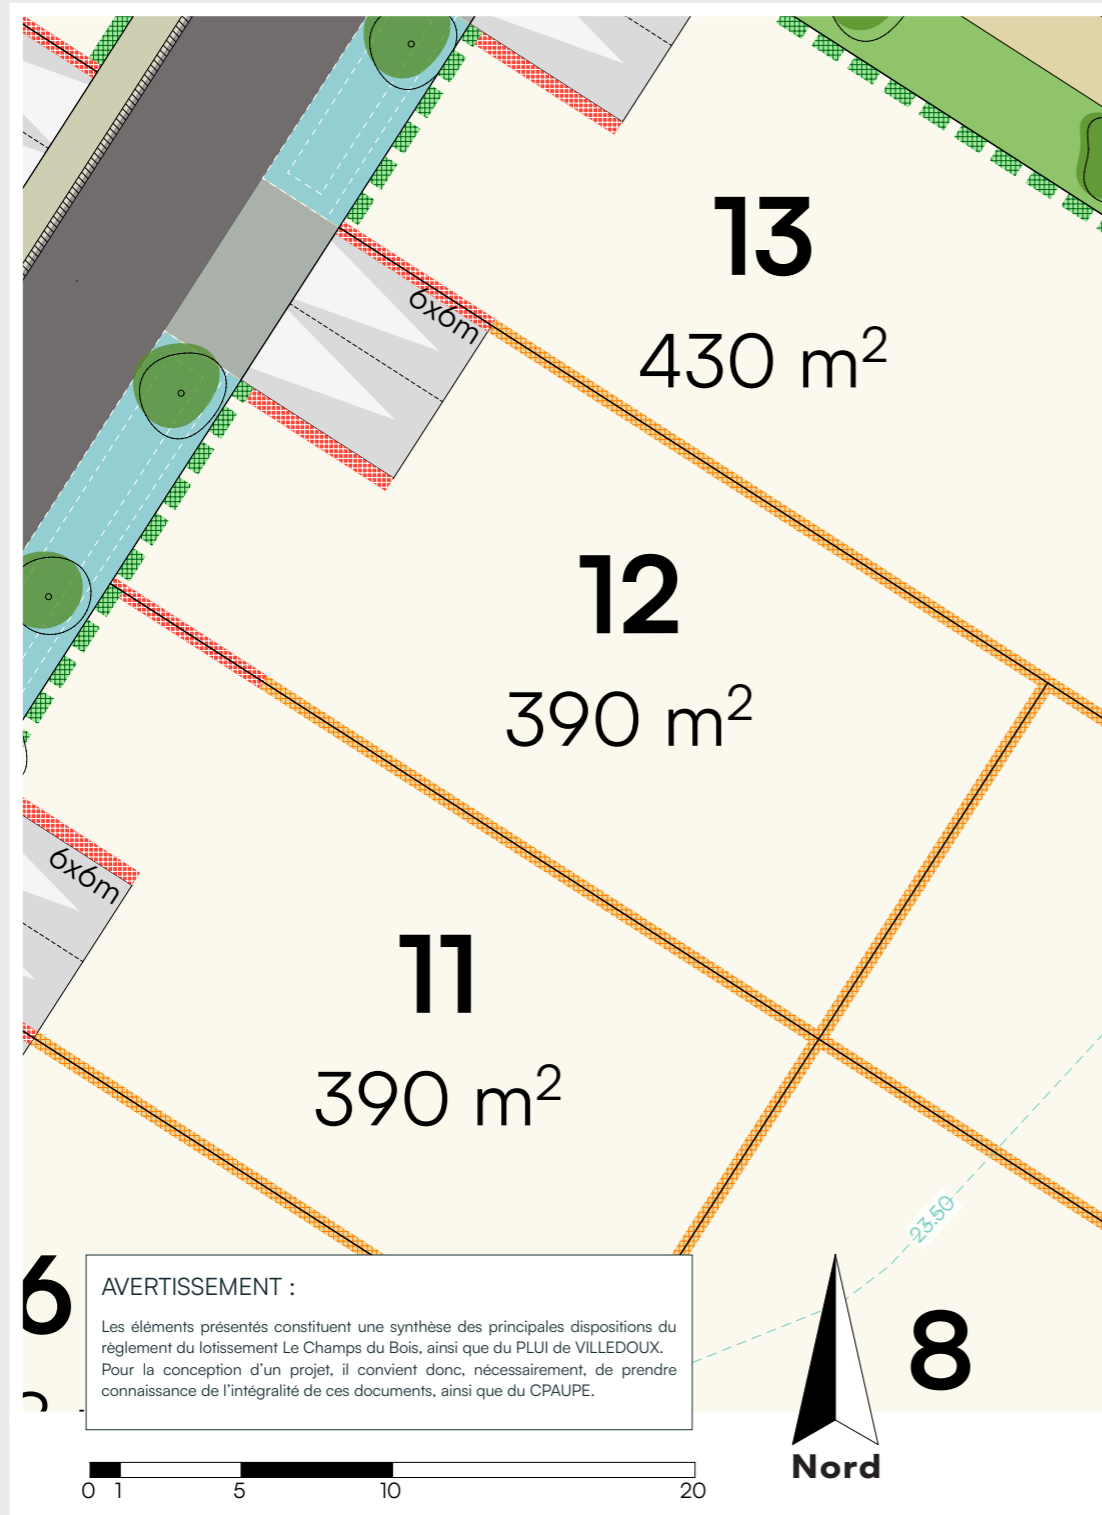 13
430 m²
6x6m
12
390 m²
6x6m
11
390 m²
23.50
6
8
AVERTISSEMENT :
Les éléments présentés constituent une synthèse des principales dispositions du
règlement du lotissement Le Champs du Bois, ainsi que du PLUI de VILLEDOUX.
Pour la conception d'un projet, il convient donc, nécessairement, de prendre
connaissance de l'intégralité de ces documents, ainsi que du CPAUPE.
Nord
0 1 5 10 20